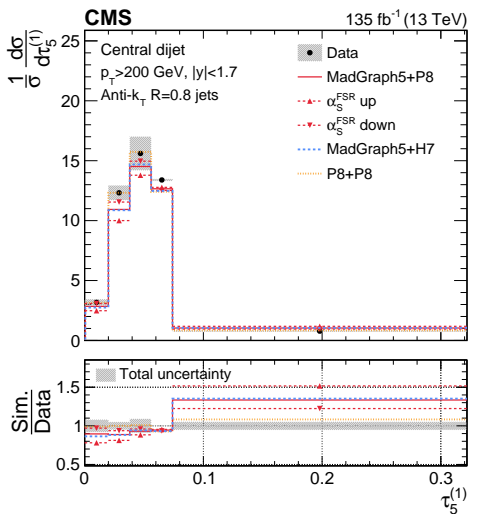 CMS 135 fb⁻¹ (13 TeV)
1/σ dσ/dτ₅⁽¹⁾
Central dijet
p_T>200 GeV, |y|<1.7
Anti-k_T R=0.8 jets
Data
MadGraph5+P8
α_S^FSR up
α_S^FSR down
MadGraph5+H7
P8+P8
25
20
15
10
5
0
Total uncertainty
Sim./Data
1.5
1
0.5
0 0.1 0.2 0.3
τ₅⁽¹⁾